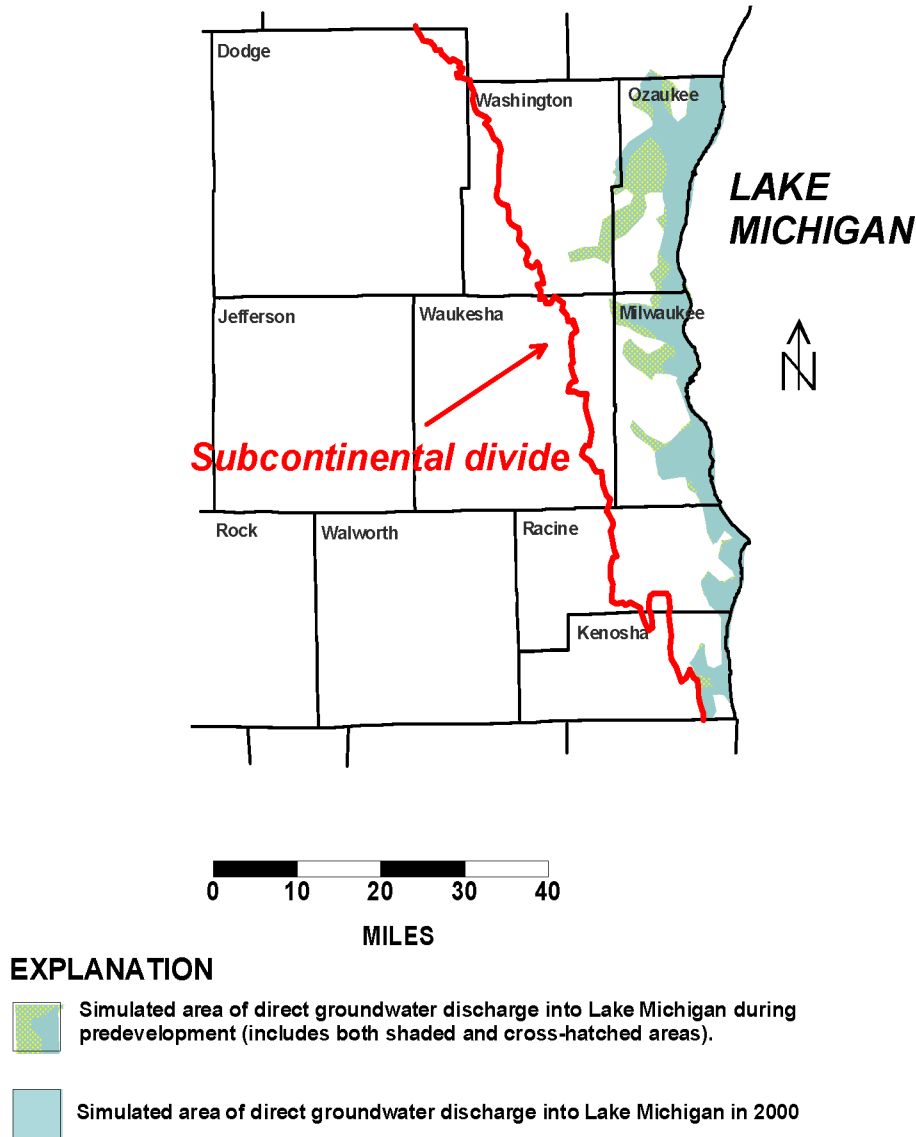 Dodge
Washington
Ozaukee
LAKE
MICHIGAN
Jefferson
Waukesha
Milwaukee
N
Subcontinental divide
Rock
Walworth
Racine
Kenosha
0 10 20 30 40
MILES
EXPLANATION
Simulated area of direct groundwater discharge into Lake Michigan during
predevelopment (includes both shaded and cross-hatched areas).
Simulated area of direct groundwater discharge into Lake Michigan in 2000